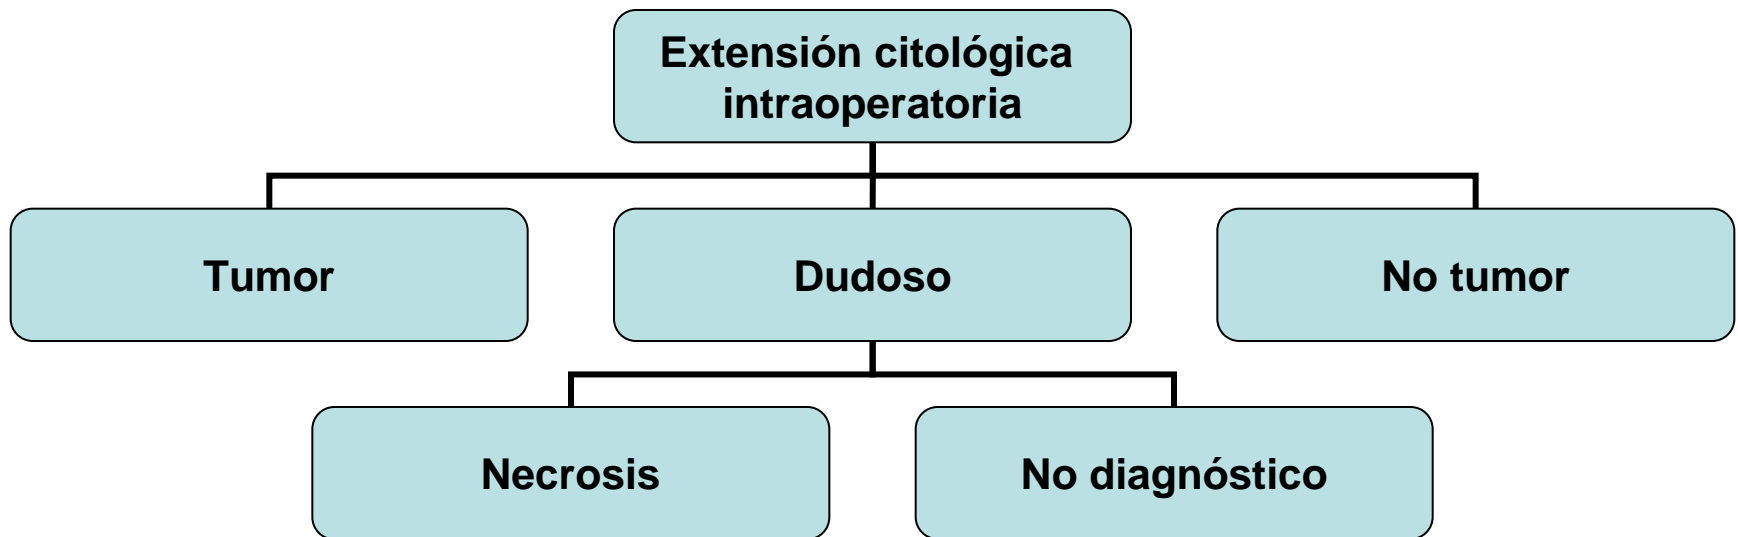 Extensión citológica
intraoperatoria
Tumor
Dudoso
No tumor
Necrosis
No diagnóstico